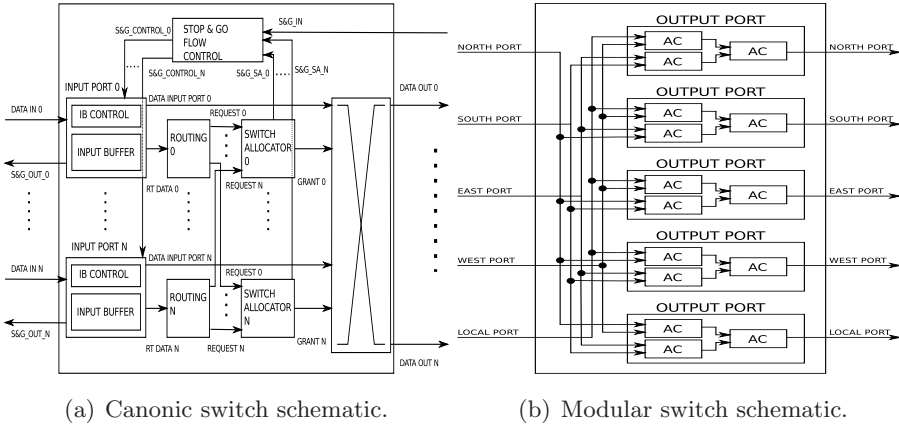 STOP & GO
FLOW
CONTROL
S&G_IN
S&G_CONTROL_0
S&G_CONTROL_N
S&G_SA_0
S&G_SA_N
INPUT PORT 0
DATA IN 0
IB CONTROL
INPUT BUFFER
S&G_OUT_0
DATA INPUT PORT 0
ROUTING
0
RT DATA 0
REQUEST 0
REQUEST N
SWITCH
ALLOCATOR
0
GRANT 0
DATA OUT 0
INPUT PORT N
DATA IN N
IB CONTROL
INPUT BUFFER
S&G_OUT_N
DATA INPUT PORT N
ROUTING
N
RT DATA N
REQUEST 0
REQUEST N
SWITCH
ALLOCATOR
N
GRANT N
DATA OUT N
(a) Canonic switch schematic.
NORTH PORT
SOUTH PORT
EAST PORT
WEST PORT
LOCAL PORT
OUTPUT PORT
AC
AC
AC
NORTH PORT
OUTPUT PORT
AC
AC
AC
SOUTH PORT
OUTPUT PORT
AC
AC
AC
EAST PORT
OUTPUT PORT
AC
AC
AC
WEST PORT
OUTPUT PORT
AC
AC
AC
LOCAL PORT
(b) Modular switch schematic.